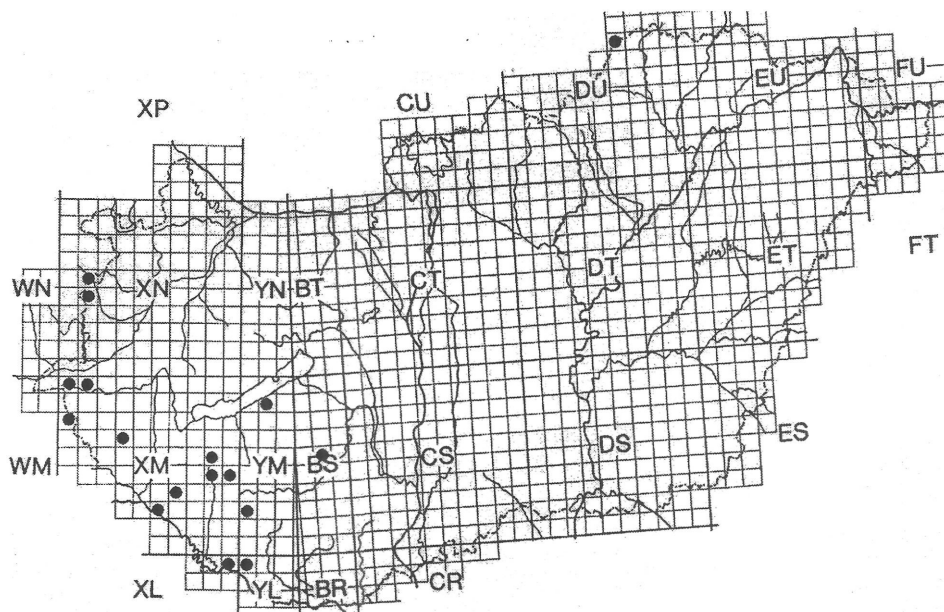 XP CU DU EU FU
WN XN YN BT CT DT ET FT
WM XM YM BS CS DS ES
XL YL BR CR